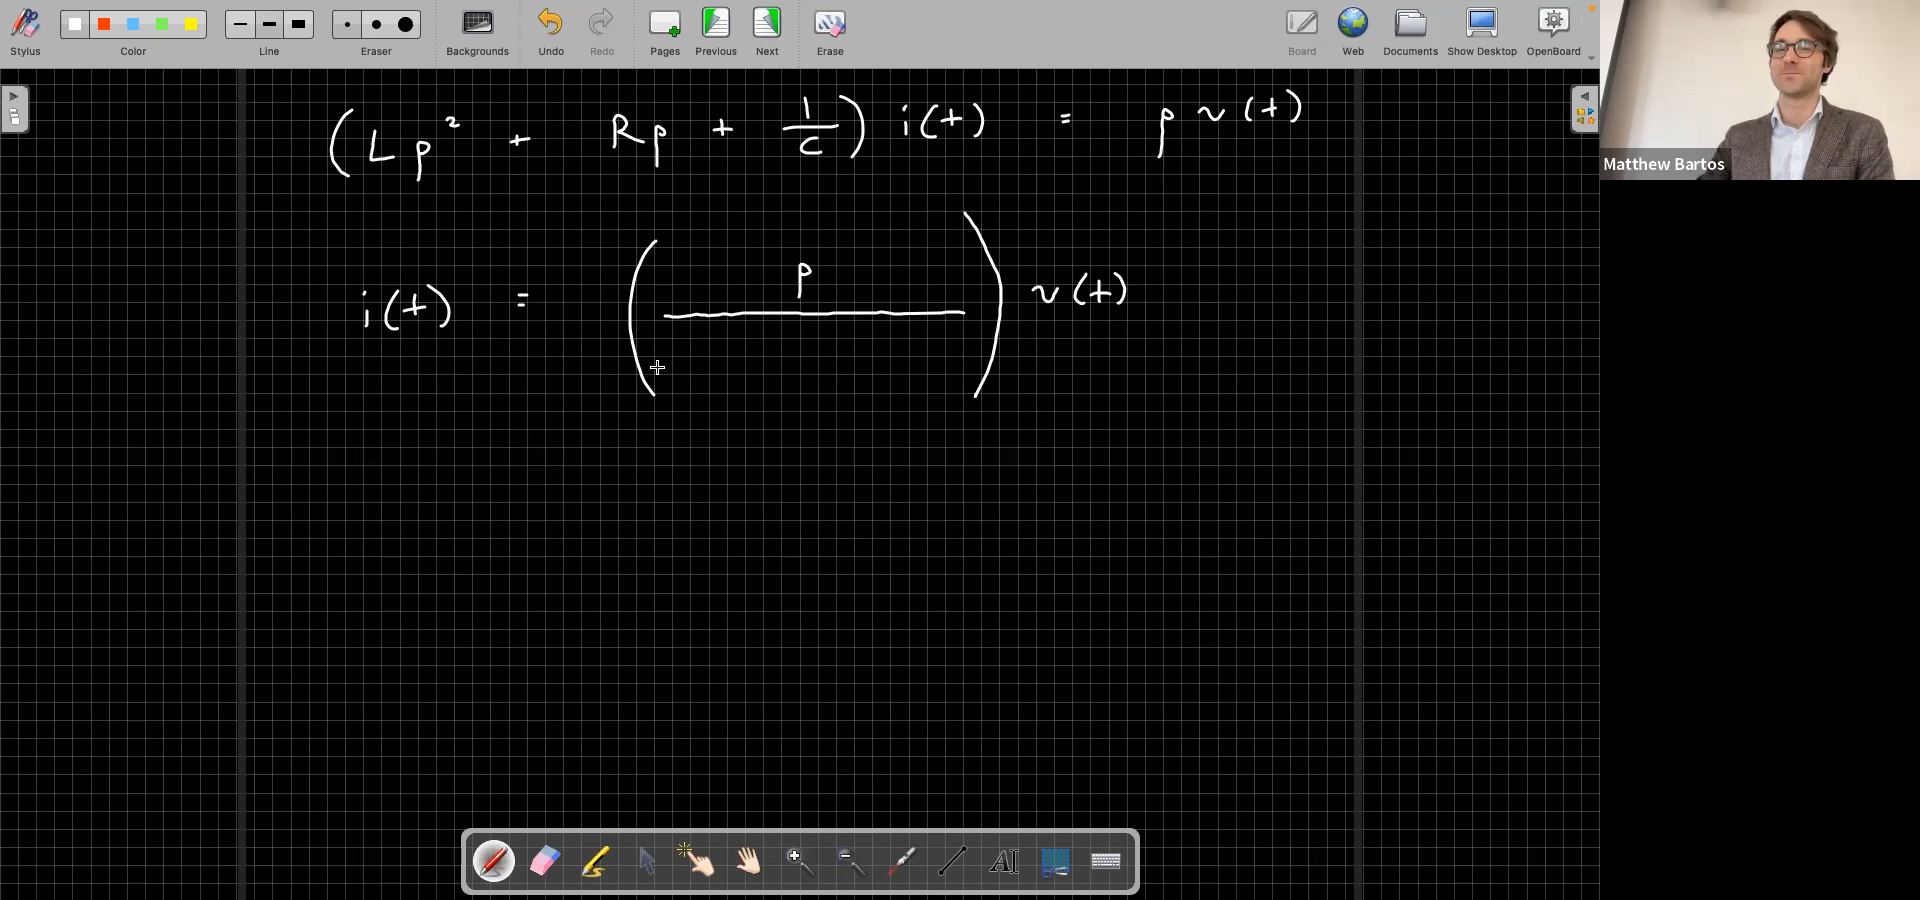 Stylus Color Line Eraser Backgrounds Undo Redo Pages Previous Next Erase Board Web Documents Show Desktop OpenBoard
(Lp² + Rp + 1/C) i(t) = p v(t)
Matthew Bartos
i(t) = ( p / ) v(t)
AI